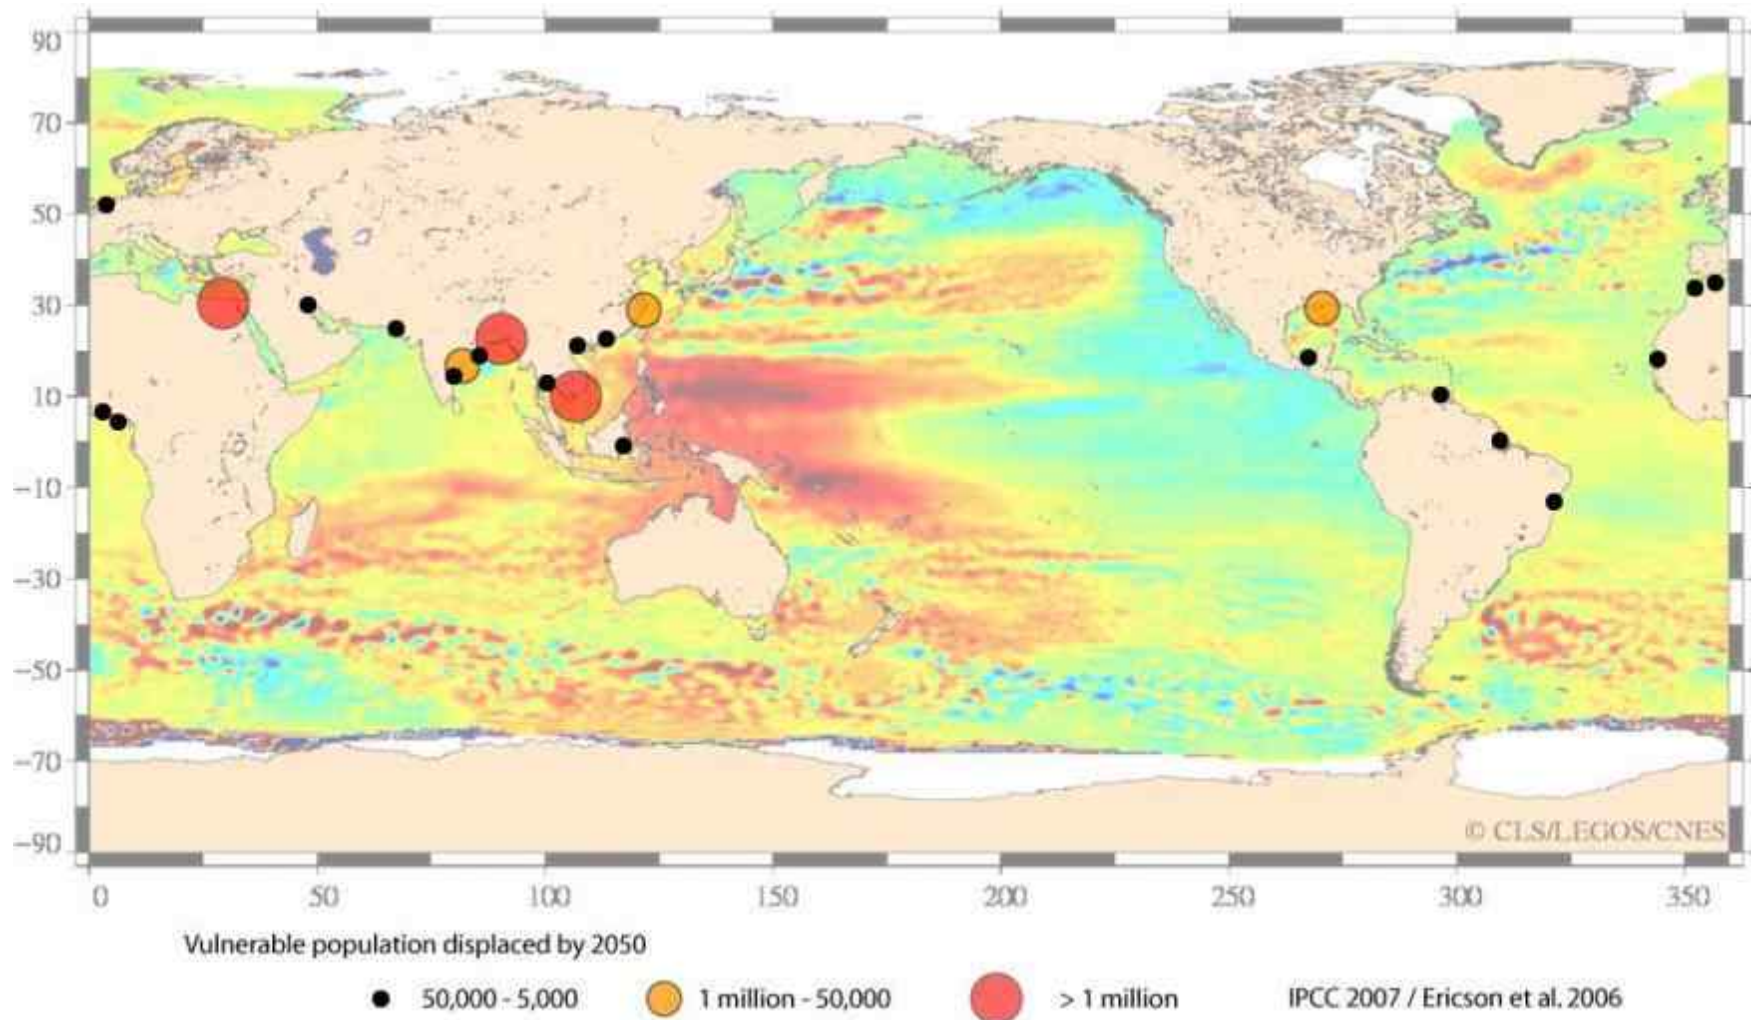 90
70
50
30
10
−10
−30
−50
−70
−90
© CLS/LEGOS/CNES
0 50 100 150 200 250 300 350
Vulnerable population displaced by 2050
50,000 - 5,000 1 million - 50,000 > 1 million IPCC 2007 / Ericson et al. 2006